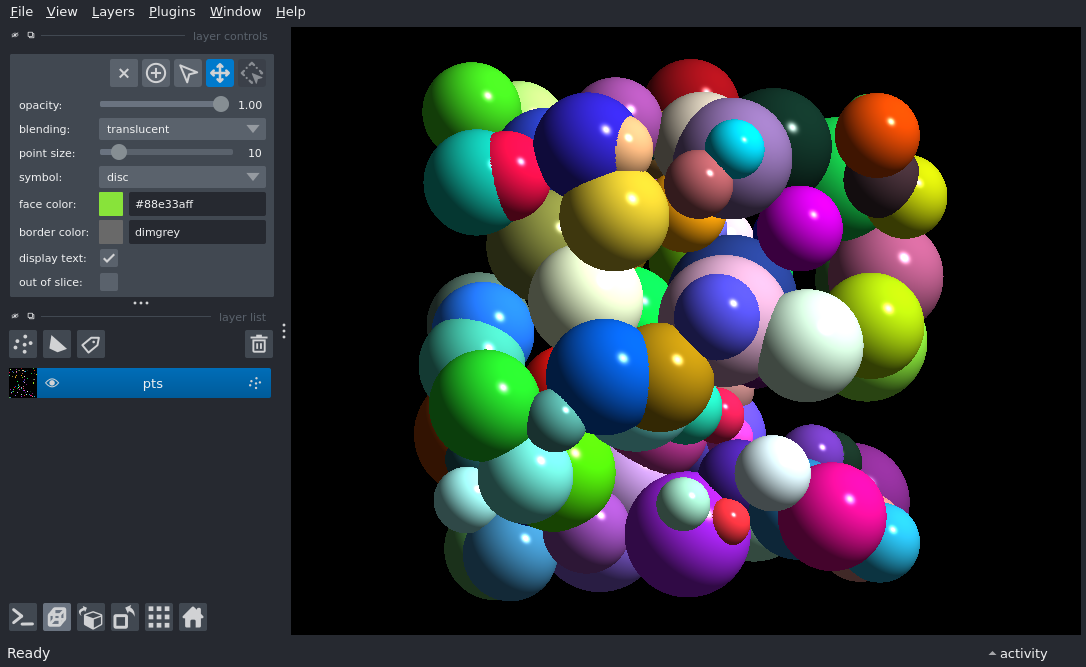 File View Layers Plugins Window Help
layer controls
opacity: 1.00
blending: translucent
point size: 10
symbol: disc
face color: #88e33aff
border color: dimgrey
display text:
out of slice:
layer list
pts
Ready
activity